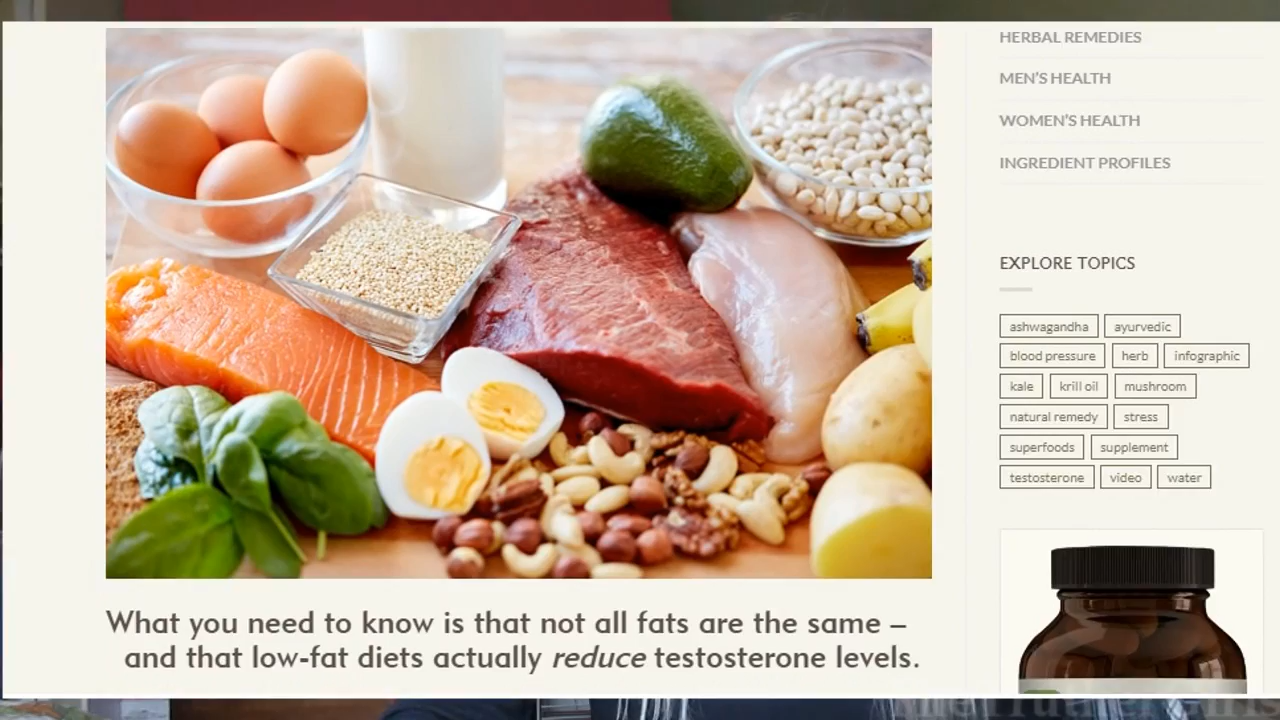 HERBAL REMEDIES
MEN'S HEALTH
WOMEN'S HEALTH
INGREDIENT PROFILES
EXPLORE TOPICS
ashwagandha ayurvedic
blood pressure herb infographic
kale krill oil mushroom
natural remedy stress
superfoods supplement
testosterone video water
What you need to know is that not all fats are the same –
and that low-fat diets actually reduce testosterone levels.